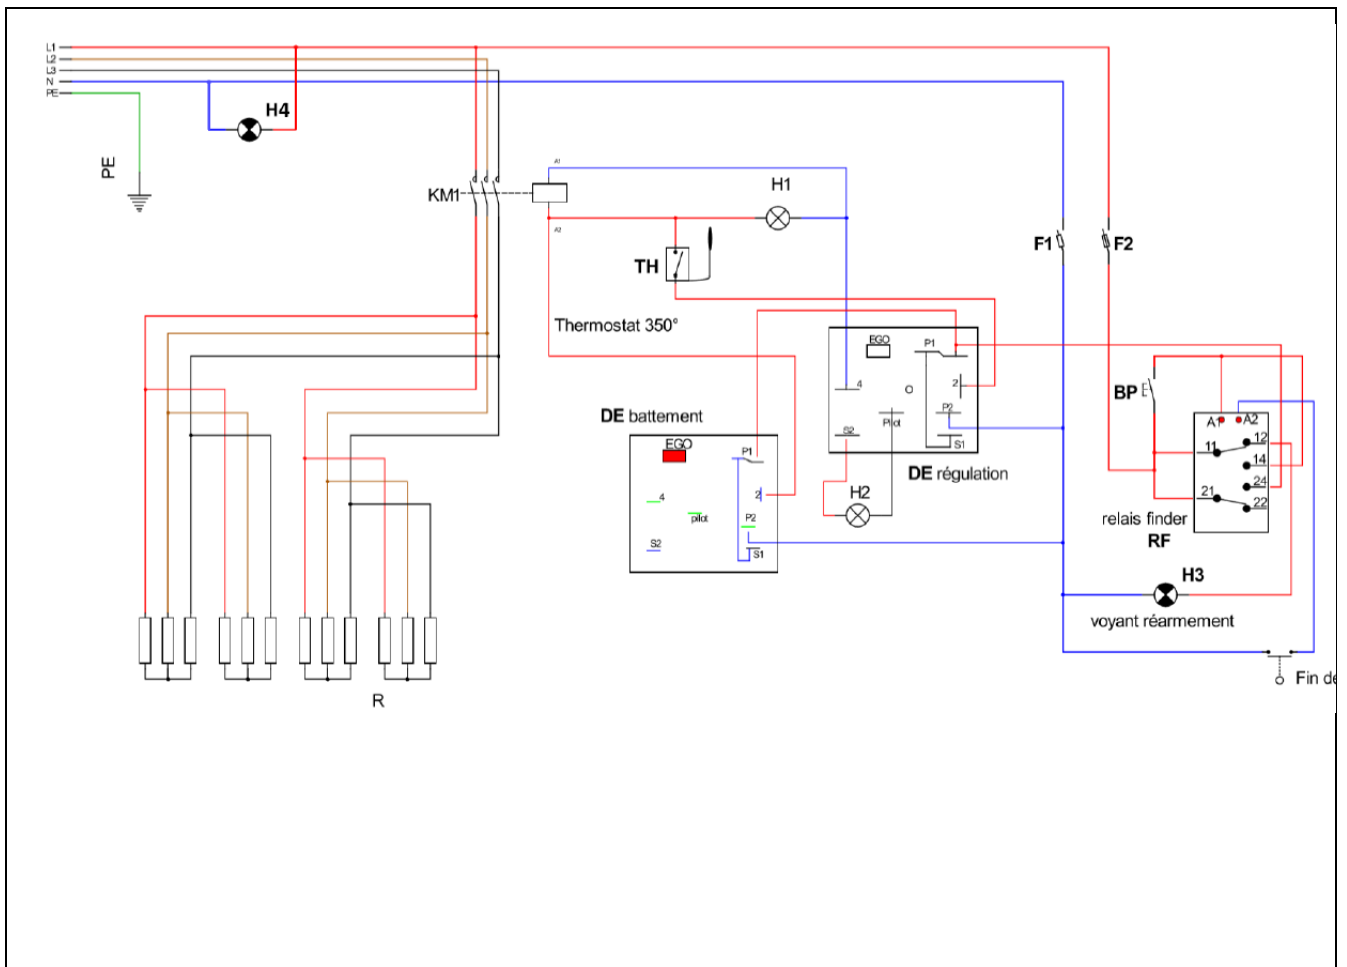 L1
L2
L3
N
PE
H4
PE
KM1
A1
A2
H1
TH
F1
F2
Thermostat 350°
EGO
P1
4
2
P2
Pilot
S2
S1
BP
A1
A2
11
12
14
24
21
22
DE battement
EGO
P1
4
2
pilot
P2
S2
S1
DE régulation
H2
relais finder
RF
H3
voyant réarmement
Fin de
R